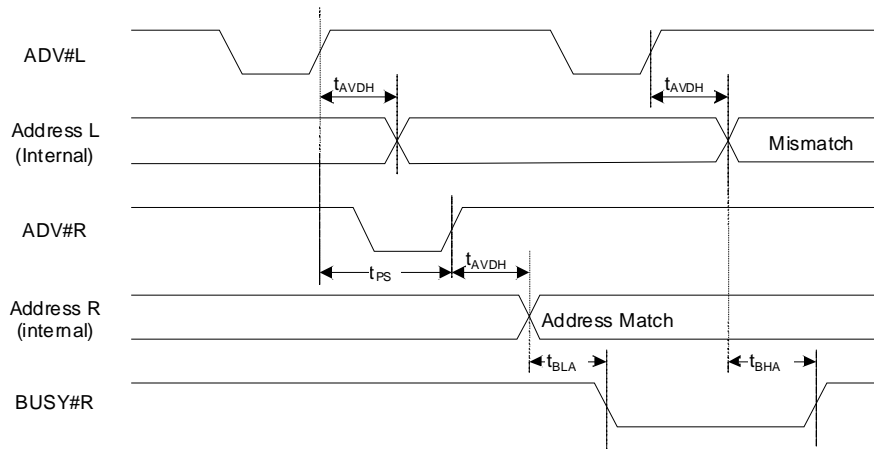 ADV#L
tAVDH
tAVDH
Address L
(Internal)
Mismatch
ADV#R
tAVDH
tPS
Address R
(internal)
Address Match
tBLA
tBHA
BUSY#R